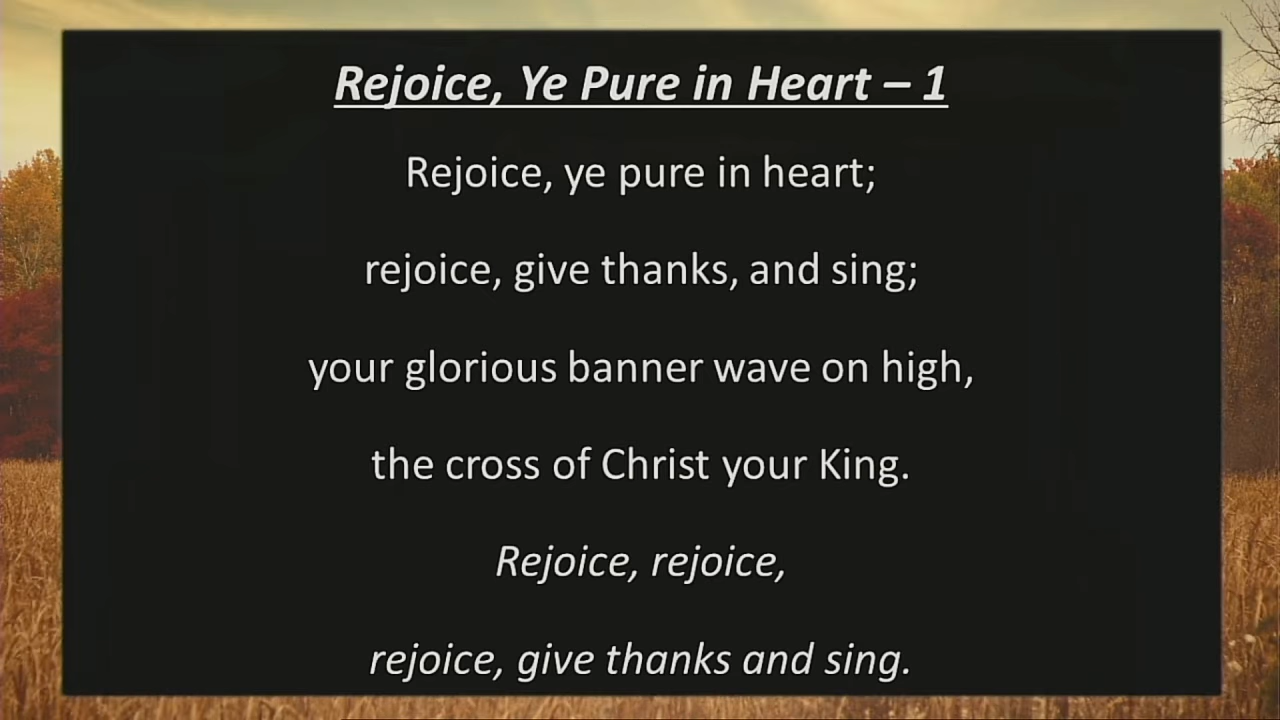 Rejoice, Ye Pure in Heart – 1
Rejoice, ye pure in heart;
rejoice, give thanks, and sing;
your glorious banner wave on high,
the cross of Christ your King.
Rejoice, rejoice,
rejoice, give thanks and sing.